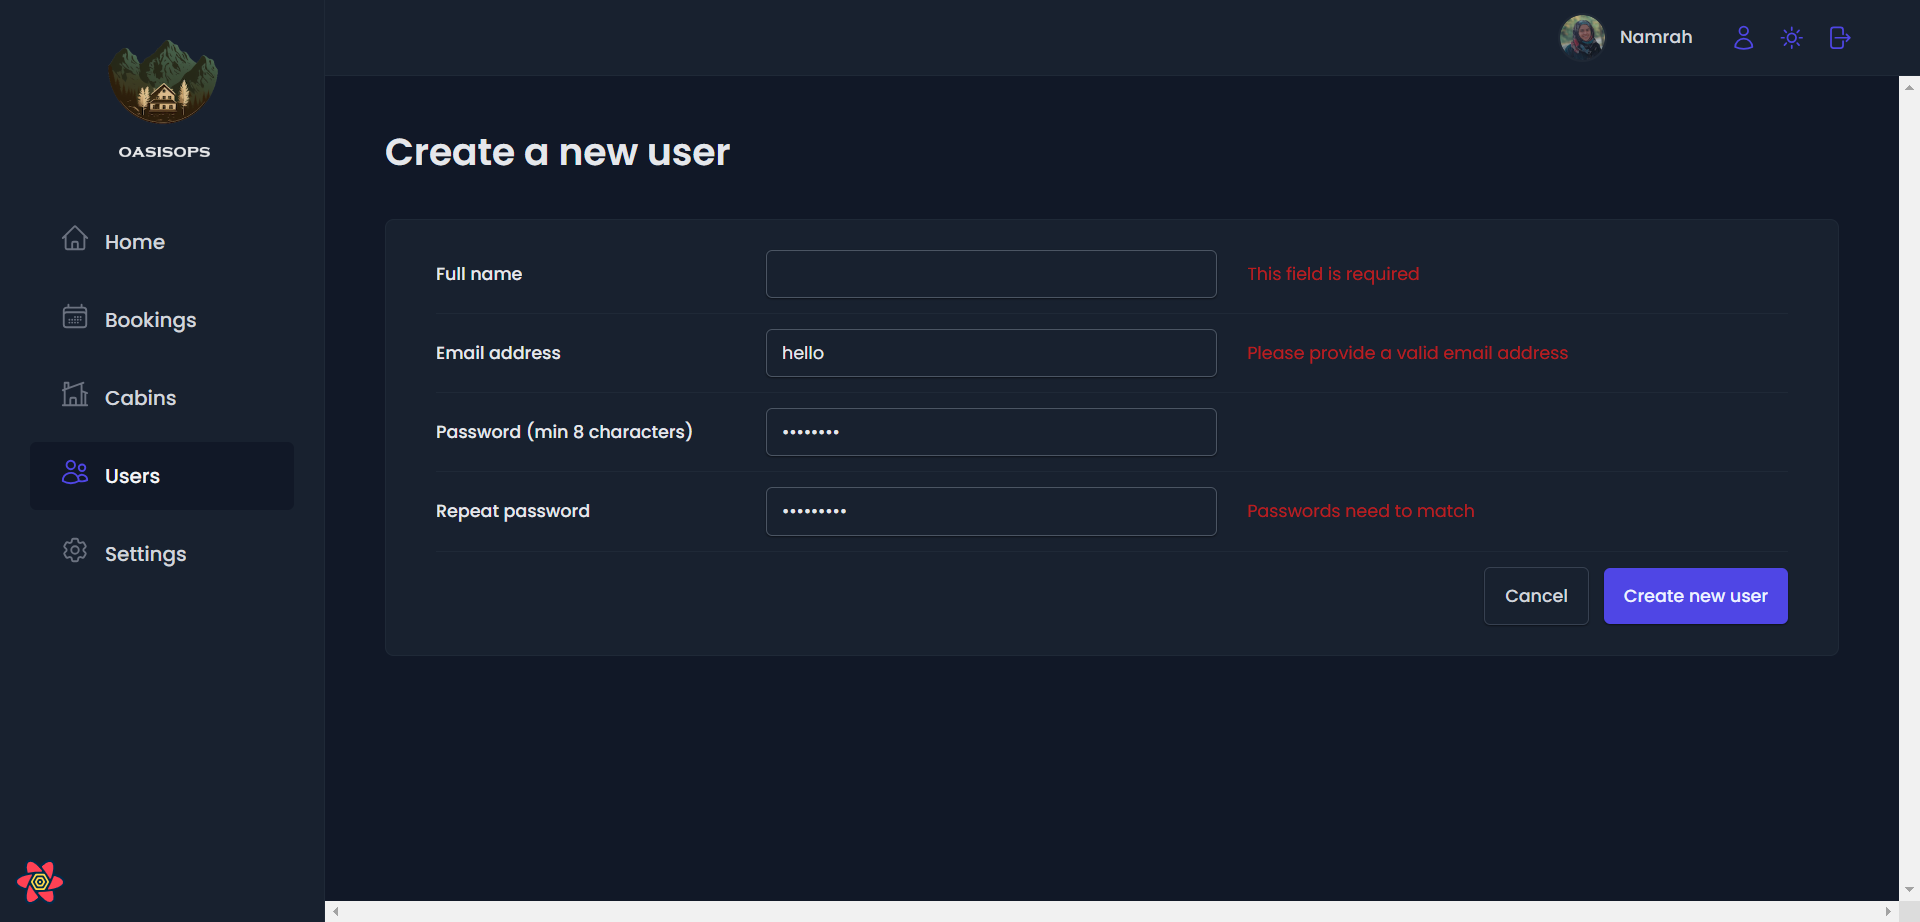 OASISOPS
Home
Bookings
Cabins
Users
Settings
Namrah
Create a new user
Full name
This field is required
Email address
hello
Please provide a valid email address
Password (min 8 characters)
••••••••
Repeat password
•••••••••
Passwords need to match
Cancel
Create new user